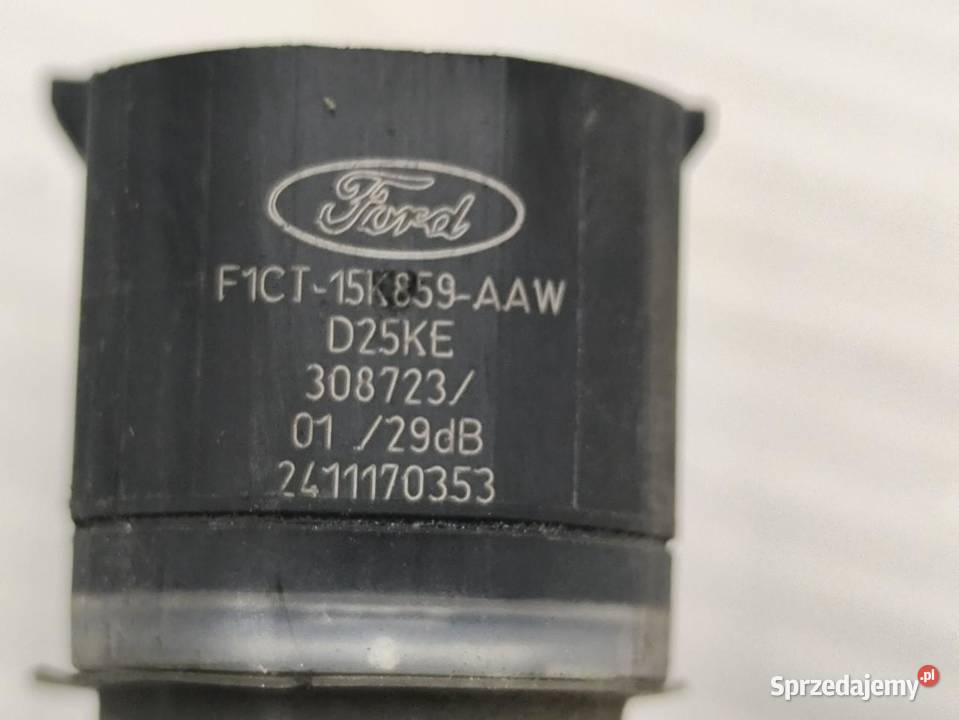 Ford
F1CT-15K859-AAW
D25KE
308723/
01 /29dB
2411170353
Sprzedajemy.pl